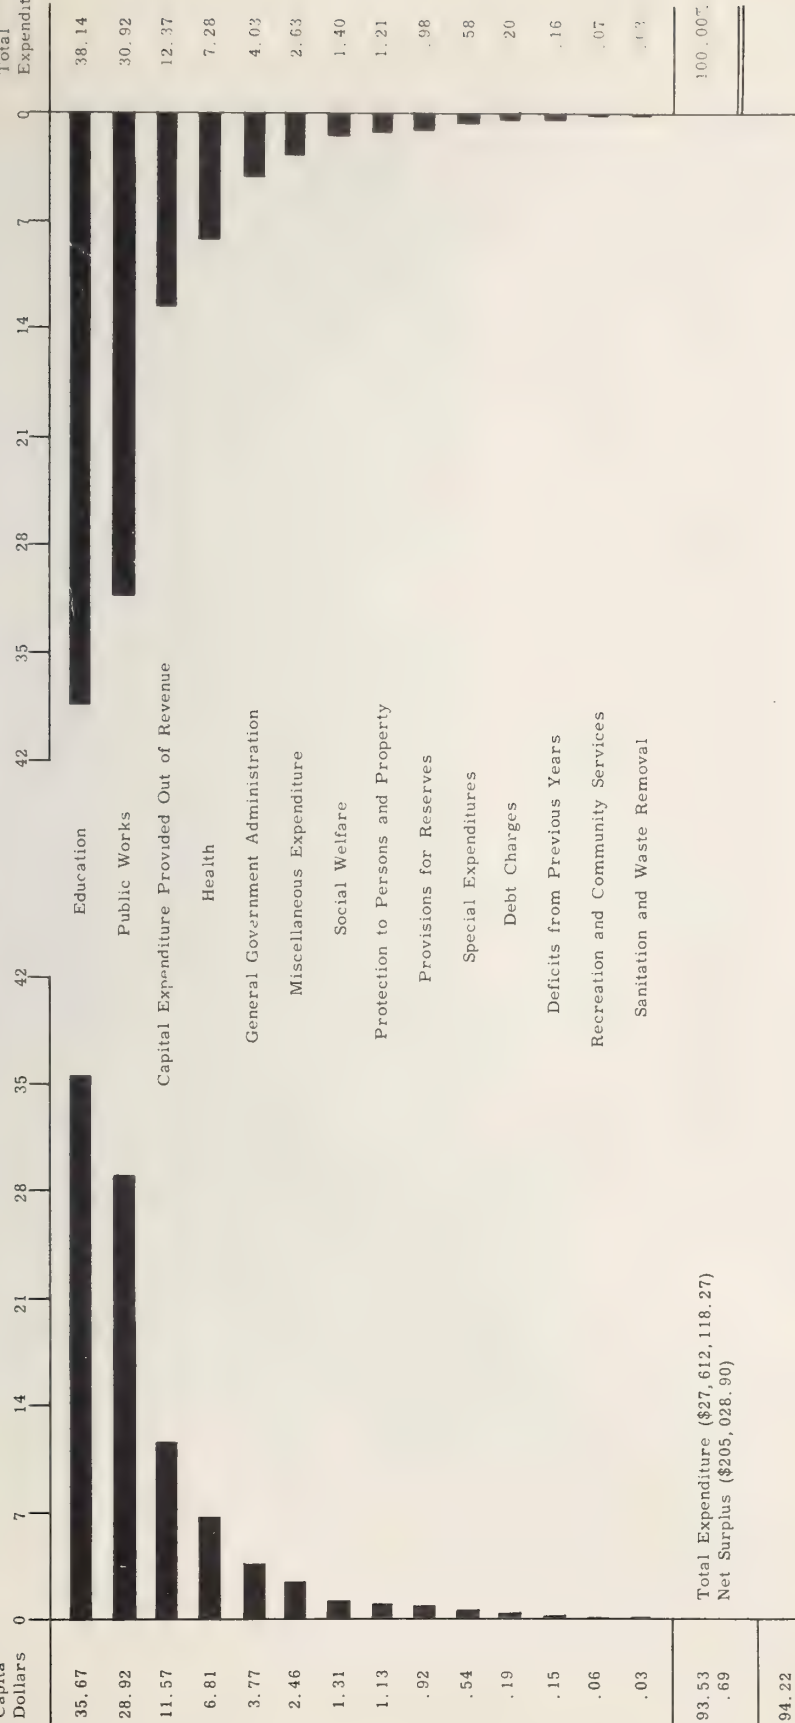 Capita Total
Dollars 0 7 14 21 28 35 42 42 35 28 21 14 7 0 Expendit
35.67 Education 38.14
28.92 Public Works 30.92
11.57 Capital Expenditure Provided Out of Revenue 12.37
6.81 Health 7.28
3.77 General Government Administration 4.03
2.46 Miscellaneous Expenditure 2.63
1.31 Social Welfare 1.40
1.13 Protection to Persons and Property 1.21
.92 Provisions for Reserves .98
.54 Special Expenditures 58
.19 Debt Charges 20
.15 Deficits from Previous Years .16
.06 Recreation and Community Services .07
.03 Sanitation and Waste Removal
93.53 Total Expenditure ($27,612,118.27) 100.00%
.69 Net Surplus ($205,028.90)
94.22